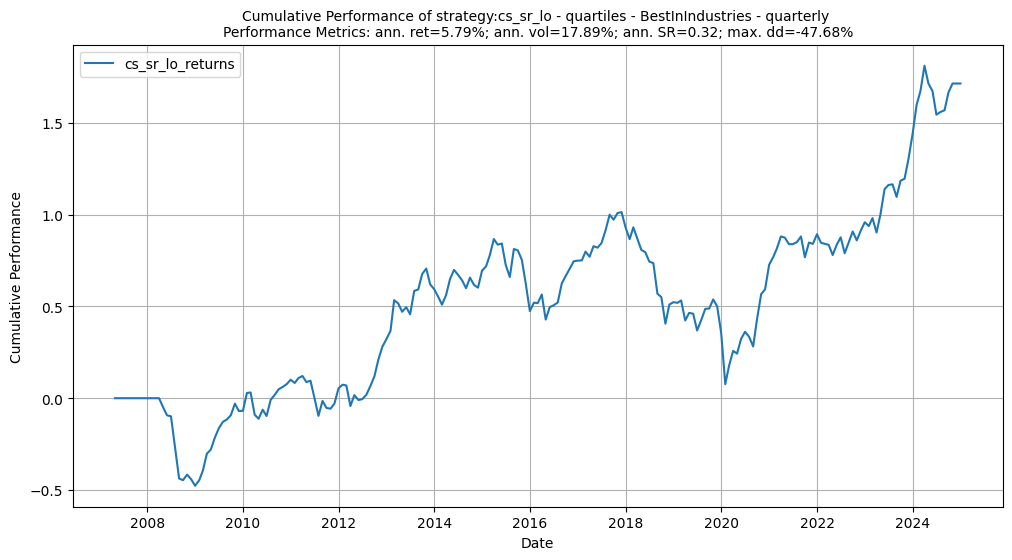 Cumulative Performance of strategy:cs_sr_lo - quartiles - BestInIndustries - quarterly
Performance Metrics: ann. ret=5.79%; ann. vol=17.89%; ann. SR=0.32; max. dd=-47.68%
cs_sr_lo_returns
Cumulative Performance
1.5
1.0
0.5
0.0
−0.5
2008
2010
2012
2014
2016
2018
2020
2022
2024
Date